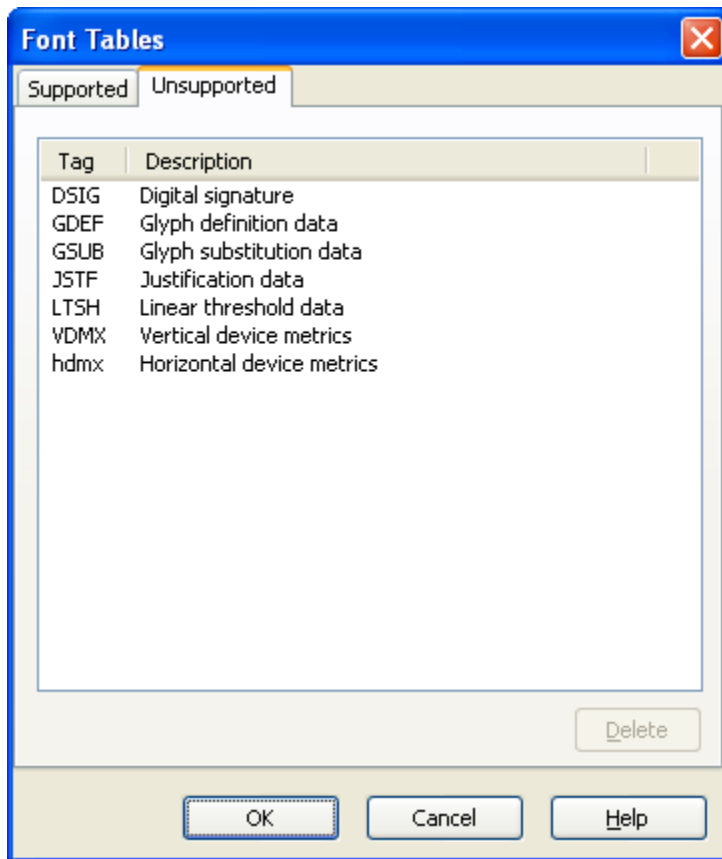 Font Tables
Supported Unsupported
Tag Description
DSIG Digital signature
GDEF Glyph definition data
GSUB Glyph substitution data
JSTF Justification data
LTSH Linear threshold data
VDMX Vertical device metrics
hdmx Horizontal device metrics
Delete
OK Cancel Help